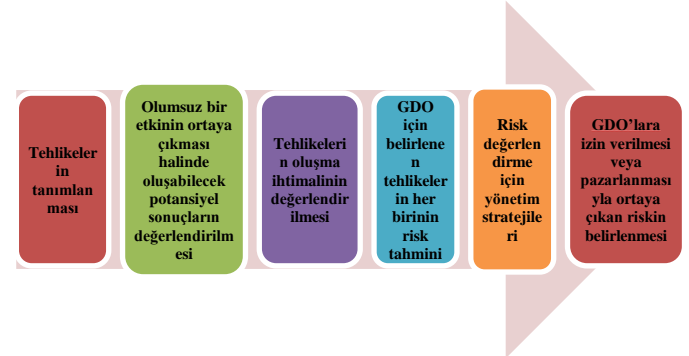 Tehlikeler
in
tanımlan
ması
Olumsuz bir
etkinin ortaya
çıkması
halinde
oluşabilecek
potansiyel
sonuçların
değerlendirilm
esi
Tehlikeleri
n oluşma
ihtimalinin
değerlendir
ilmesi
GDO
için
belirlene
n
tehlikeler
in her
birinin
risk
tahmini
Risk
değerlen
dirme
için
yönetim
stratejile
ri
GDO’lara
izin verilmesi
veya
pazarlanması
yla ortaya
çıkan riskin
belirlenmesi